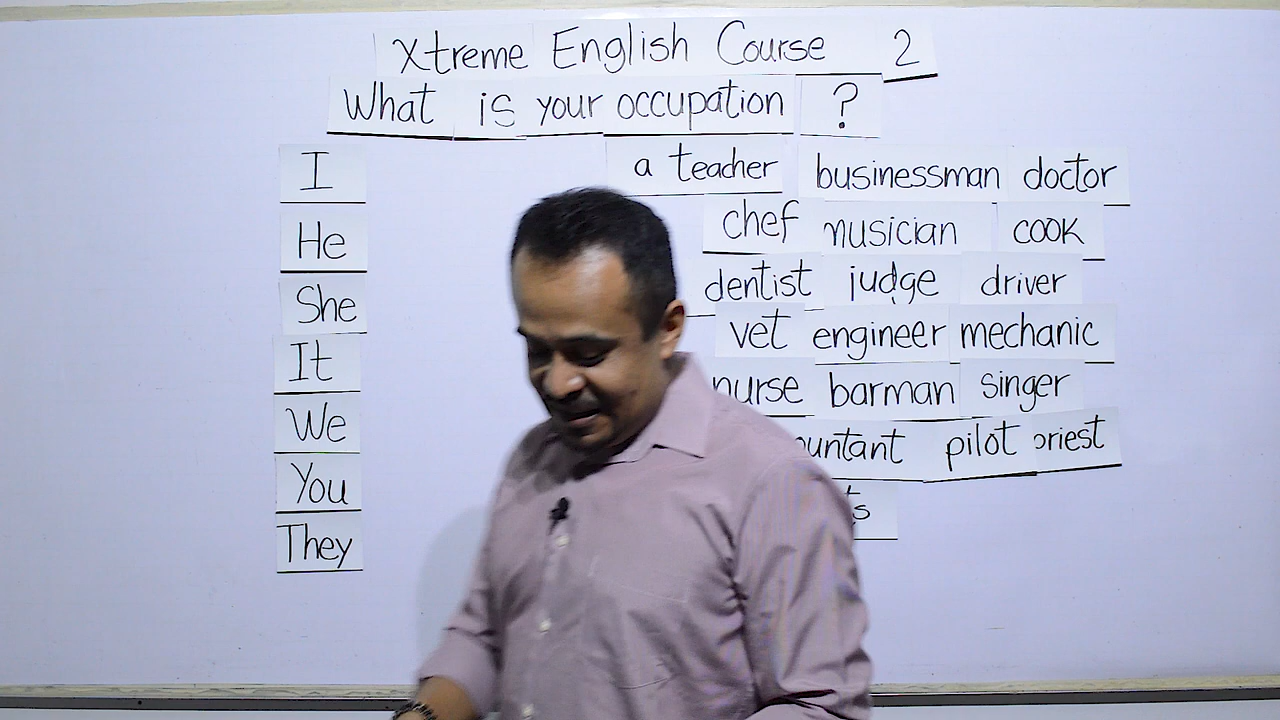 Xtreme English Course 2
What is your occupation ?
I a teacher businessman doctor
He chef musician cook
She dentist judge driver
It vet engineer mechanic
We nurse barman singer
You pilot priest
They